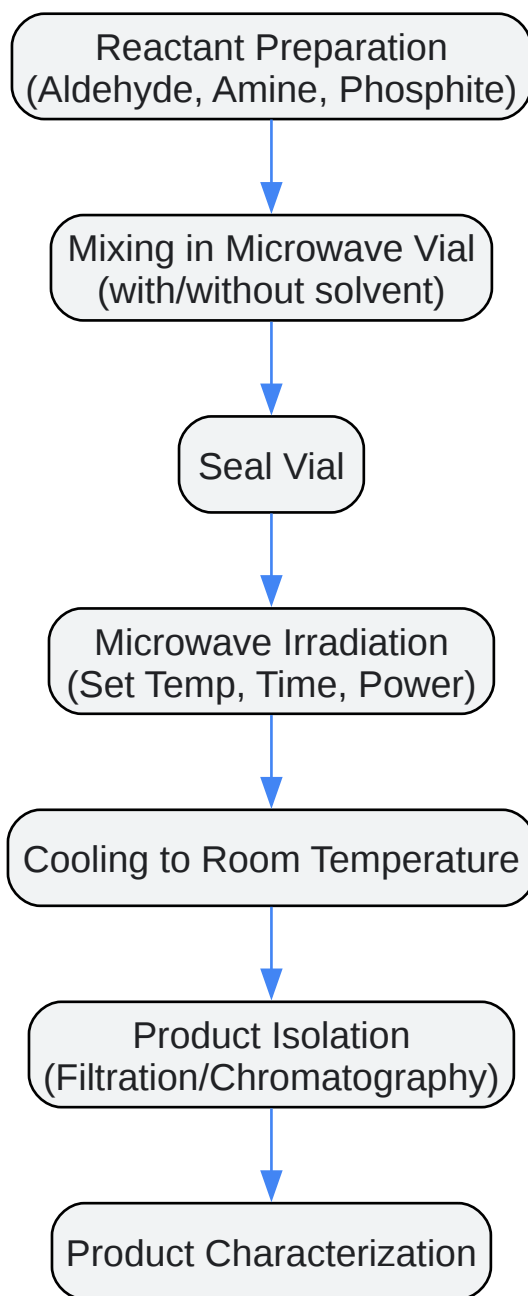 Reactant Preparation
(Aldehyde, Amine, Phosphite)
Mixing in Microwave Vial
(with/without solvent)
Seal Vial
Microwave Irradiation
(Set Temp, Time, Power)
Cooling to Room Temperature
Product Isolation
(Filtration/Chromatography)
Product Characterization